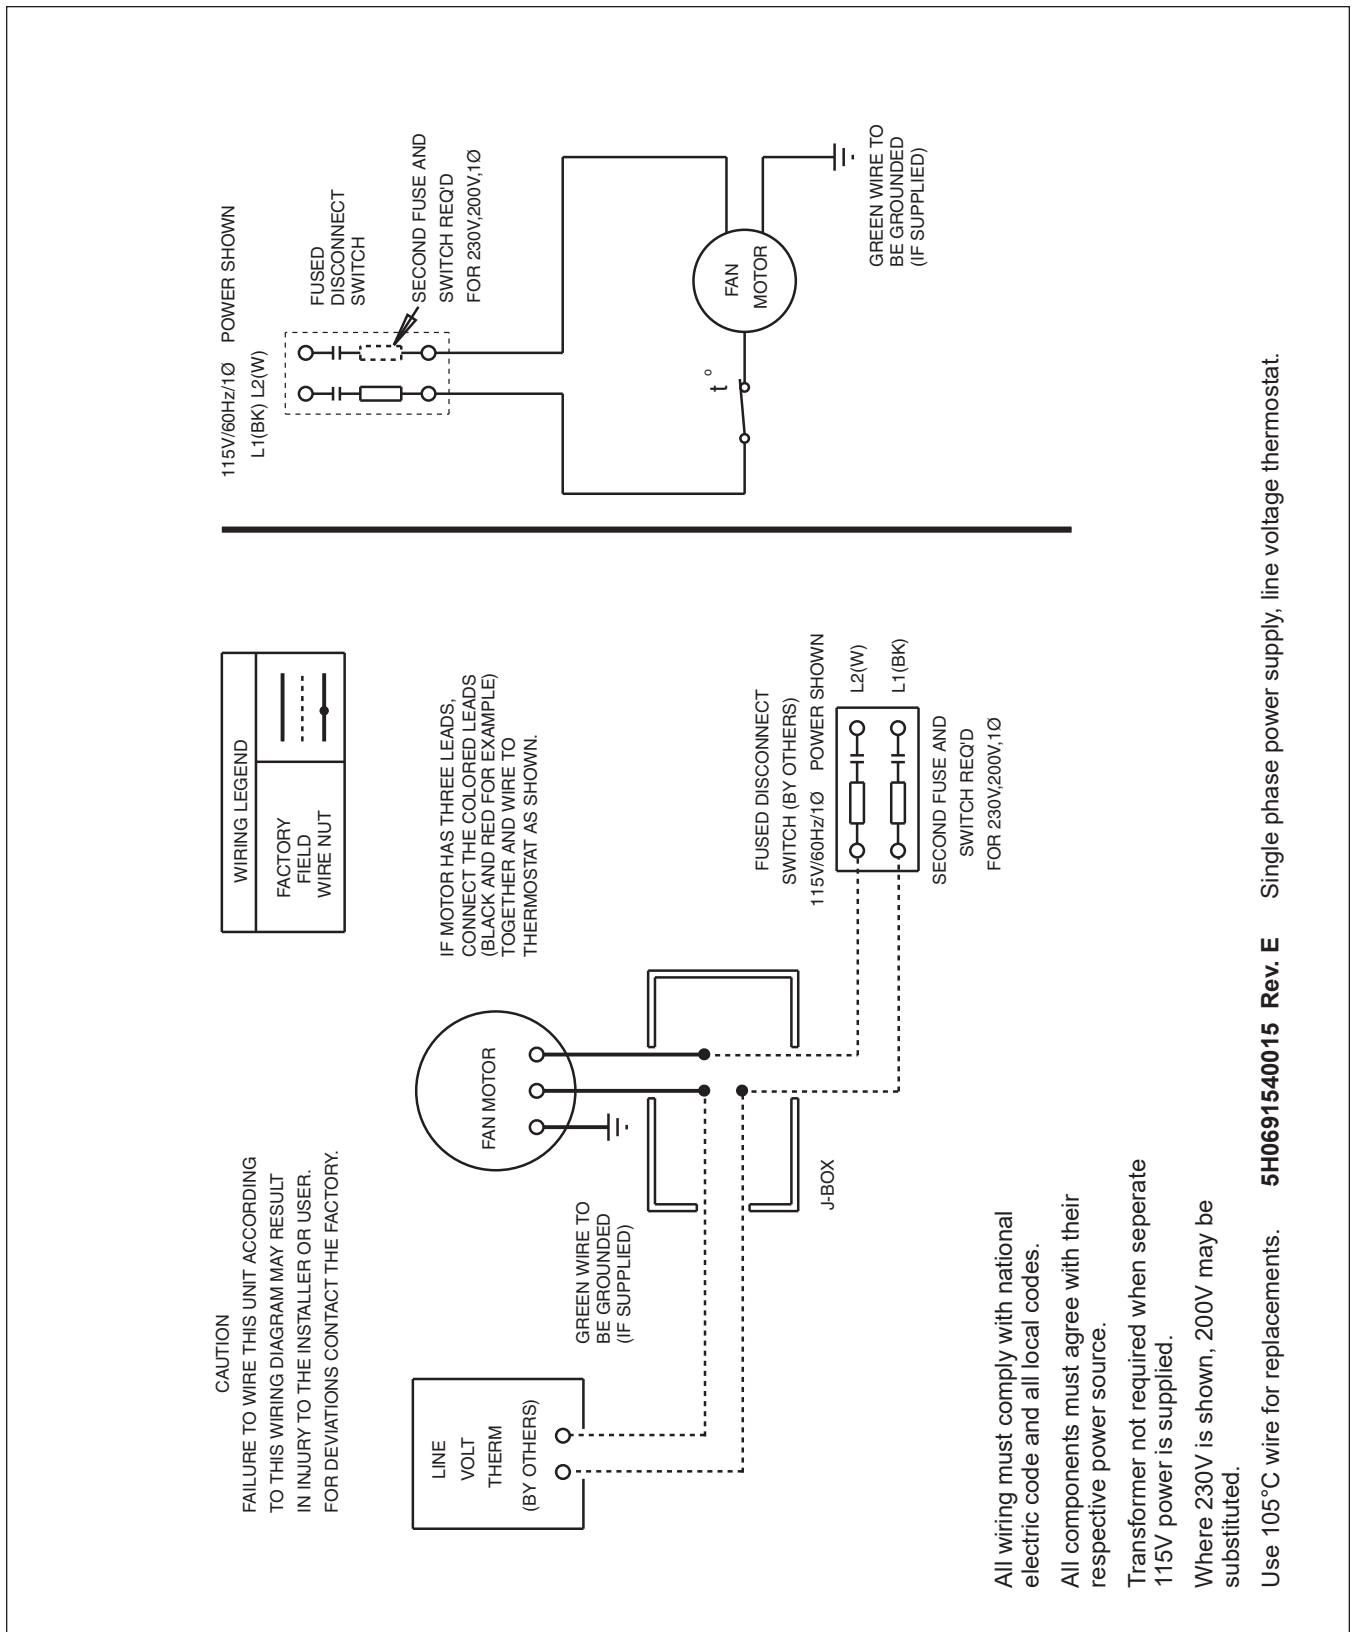 CAUTION
FAILURE TO WIRE THIS UNIT ACCORDING
TO THIS WIRING DIAGRAM MAY RESULT
IN INJURY TO THE INSTALLER OR USER.
FOR DEVIATIONS CONTACT THE FACTORY.
WIRING LEGEND
FACTORY
FIELD
WIRE NUT
LINE
VOLT
THERM
(BY OTHERS)
GREEN WIRE TO
BE GROUNDED
(IF SUPPLIED)
FAN MOTOR
IF MOTOR HAS THREE LEADS,
CONNECT THE COLORED LEADS
(BLACK AND RED FOR EXAMPLE)
TOGETHER AND WIRE TO
THERMOSTAT AS SHOWN.
J-BOX
FUSED DISCONNECT
SWITCH (BY OTHERS)
115V/60Hz/1Ø POWER SHOWN
L2(W)
L1(BK)
SECOND FUSE AND
SWITCH REQ'D
FOR 230V,200V,1Ø
115V/60Hz/1Ø POWER SHOWN
L1(BK) L2(W)
FUSED
DISCONNECT
SWITCH
SECOND FUSE AND
SWITCH REQ'D
FOR 230V,200V,1Ø
t°
FAN
MOTOR
GREEN WIRE TO
BE GROUNDED
(IF SUPPLIED)
All wiring must comply with national
electric code and all local codes.
All components must agree with their
respective power source.
Transformer not required when seperate
115V power is supplied.
Where 230V is shown, 200V may be
substituted.
Use 105°C wire for replacements. 5H0691540015 Rev. E Single phase power supply, line voltage thermostat.